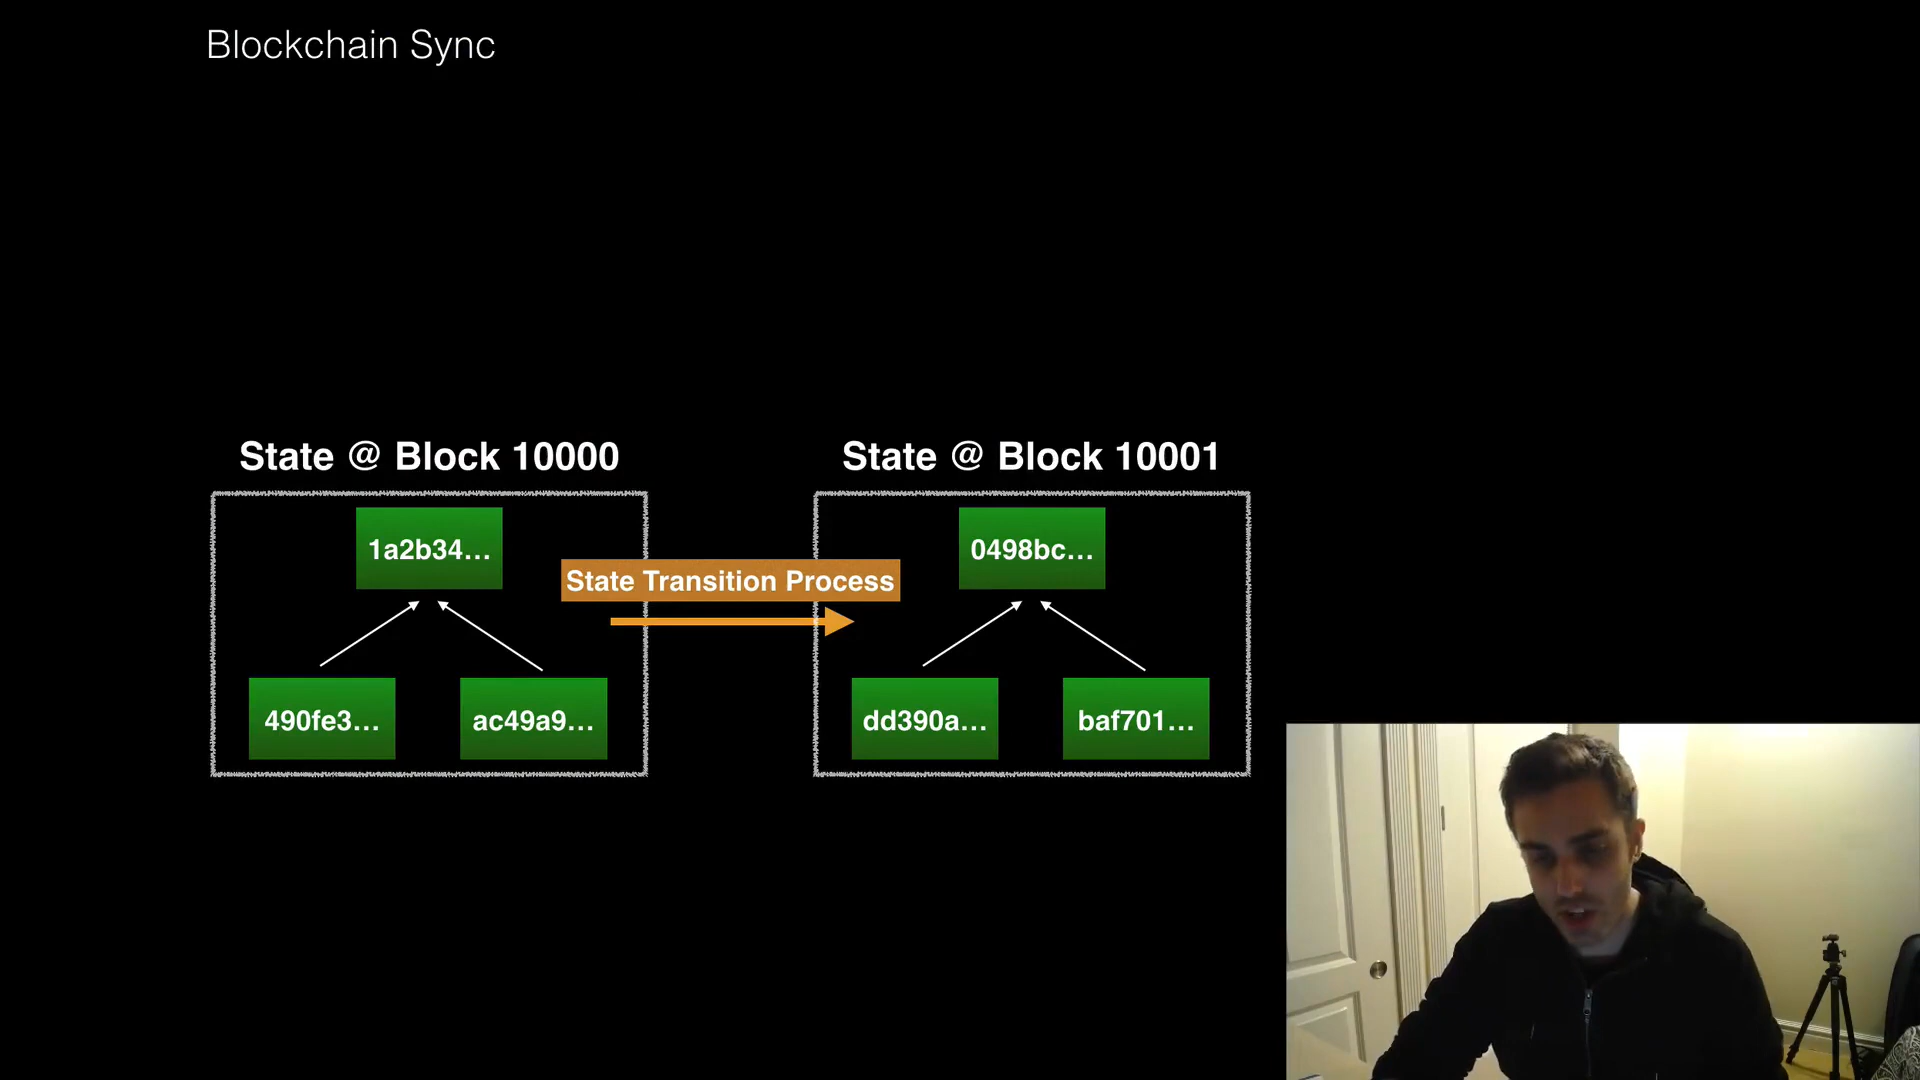 Blockchain Sync
State @ Block 10000
State @ Block 10001
1a2b34...
0498bc...
State Transition Process
490fe3...
ac49a9...
dd390a...
baf701...